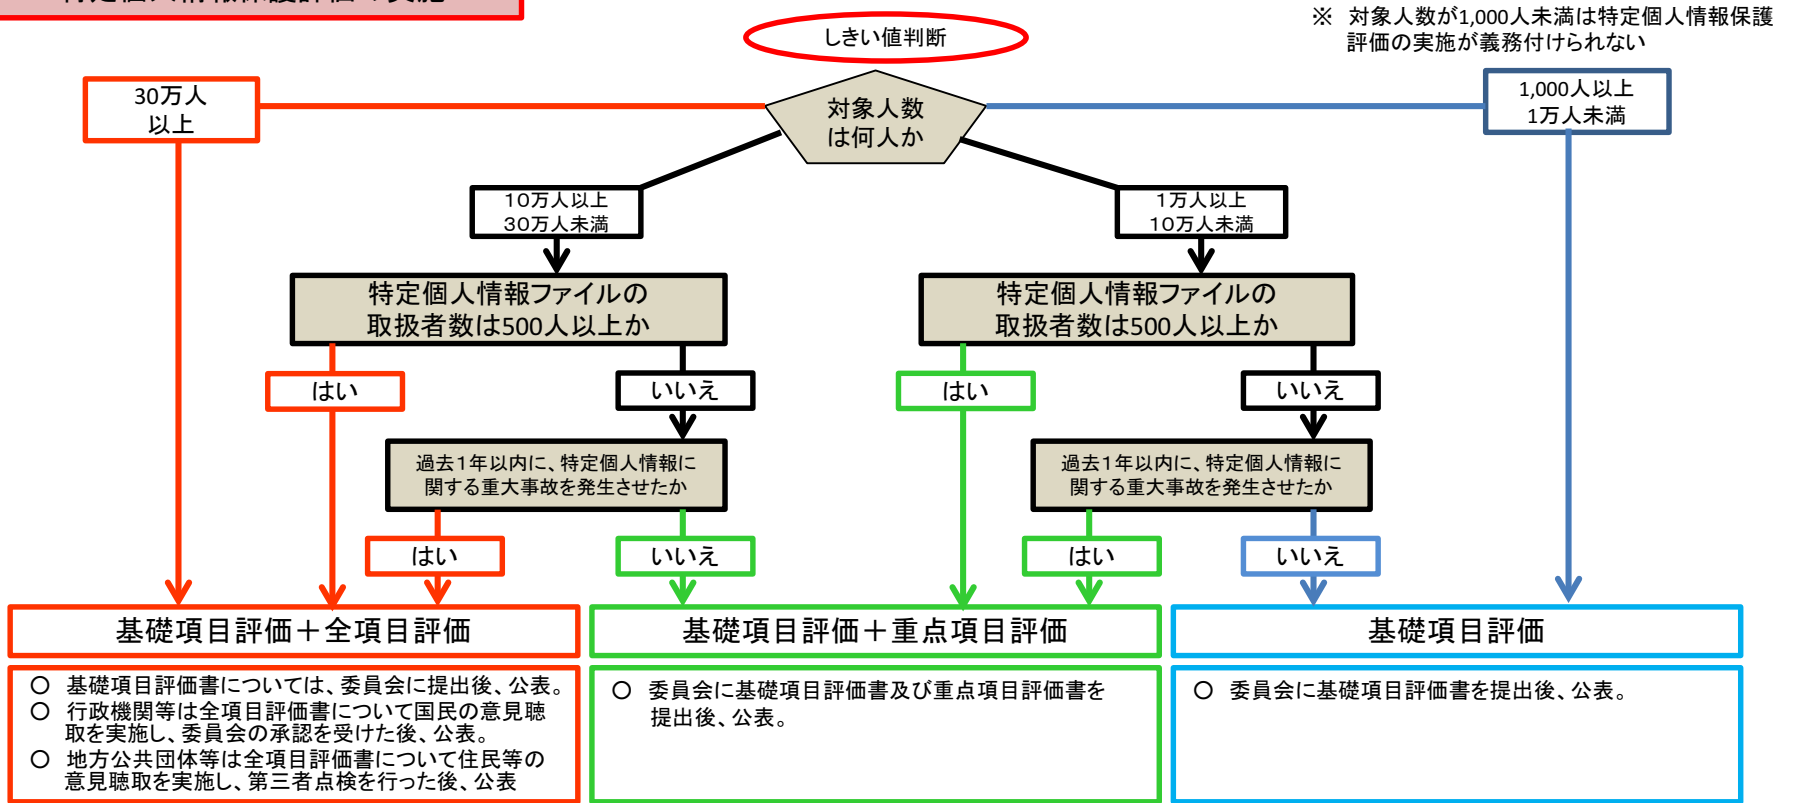 しきい値判断
※ 対象人数が1,000人未満は特定個人情報保護
評価の実施が義務付けられない
30万人
以上
対象人数
は何人か
1,000人以上
1万人未満
10万人以上
30万人未満
1万人以上
10万人未満
特定個人情報ファイルの
取扱者数は500人以上か
特定個人情報ファイルの
取扱者数は500人以上か
はい
いいえ
はい
いいえ
過去1年以内に、特定個人情報に
関する重大事故を発生させたか
過去1年以内に、特定個人情報に
関する重大事故を発生させたか
はい
いいえ
はい
いいえ
基礎項目評価+全項目評価
基礎項目評価+重点項目評価
基礎項目評価
○ 基礎項目評価書については、委員会に提出後、公表。
○ 行政機関等は全項目評価書について国民の意見聴
取を実施し、委員会の承認を受けた後、公表。
○ 地方公共団体等は全項目評価書について住民等の
意見聴取を実施し、第三者点検を行った後、公表
○ 委員会に基礎項目評価書及び重点項目評価書を
提出後、公表。
○ 委員会に基礎項目評価書を提出後、公表。